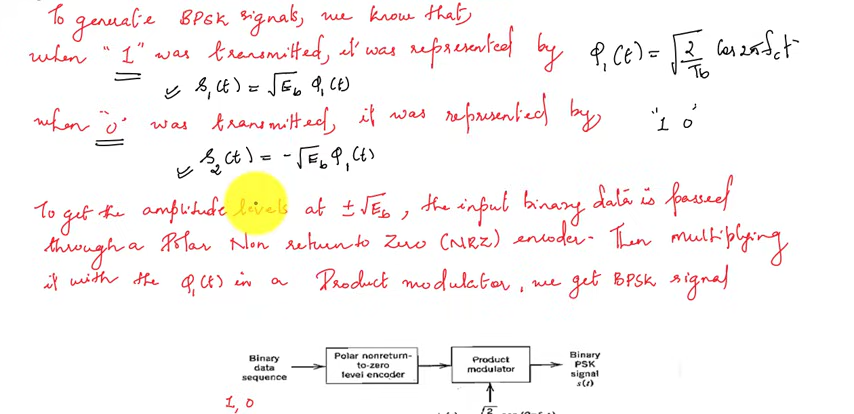 To generate BPSK signals, we know that,
when "1" was transmitted, it was represented by φ₁(t) = √(2/Tb) Cos2πfct
✓ S₁(t) = √Eb φ₁(t)
when "0" was transmitted, it was represented by, "1 0"
✓ S₂(t) = -√Eb φ₁(t)
To get the amplitude levels at ±√Eb, the input binary data is passed
through a Polar Non return to Zero (NRZ) encoder. Then multiplying
it with the φ₁(t) in a Product modulator, we get BPSK signal
Binary data sequence
Polar nonreturn-to-zero level encoder
Product modulator
Binary PSK signal s(t)
1, 0